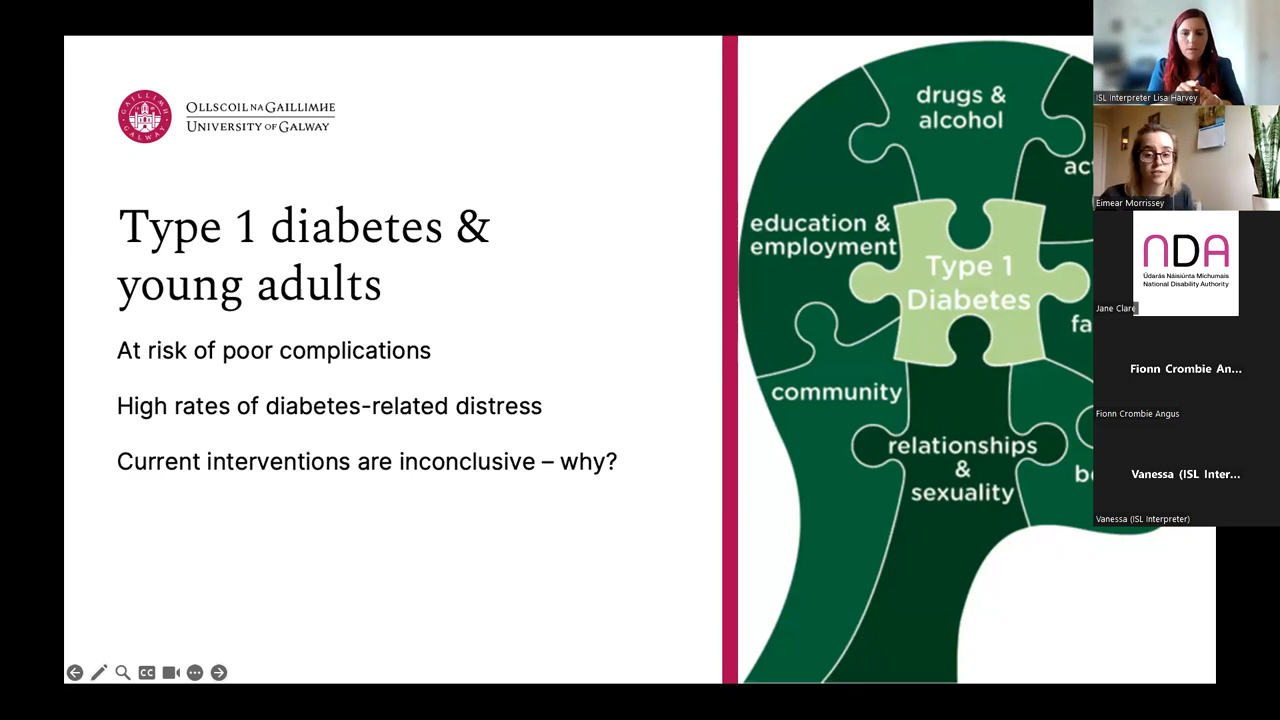 OLLSCOIL NA GAILLIMHE
UNIVERSITY OF GALWAY
Type 1 diabetes &
young adults
At risk of poor complications
High rates of diabetes-related distress
Current interventions are inconclusive – why?
drugs &
alcohol
education &
employment
Type 1
Diabetes
community
relationships
&
sexuality
ISL Interpreter Lisa Harvey
Eimear Morrissey
NDA
Údarás Náisiúnta Míchumais
National Disability Authority
Jane Clare
Fionn Crombie An...
Fionn Crombie Angus
Vanessa (ISL Inter...
Vanessa (ISL Interpreter)